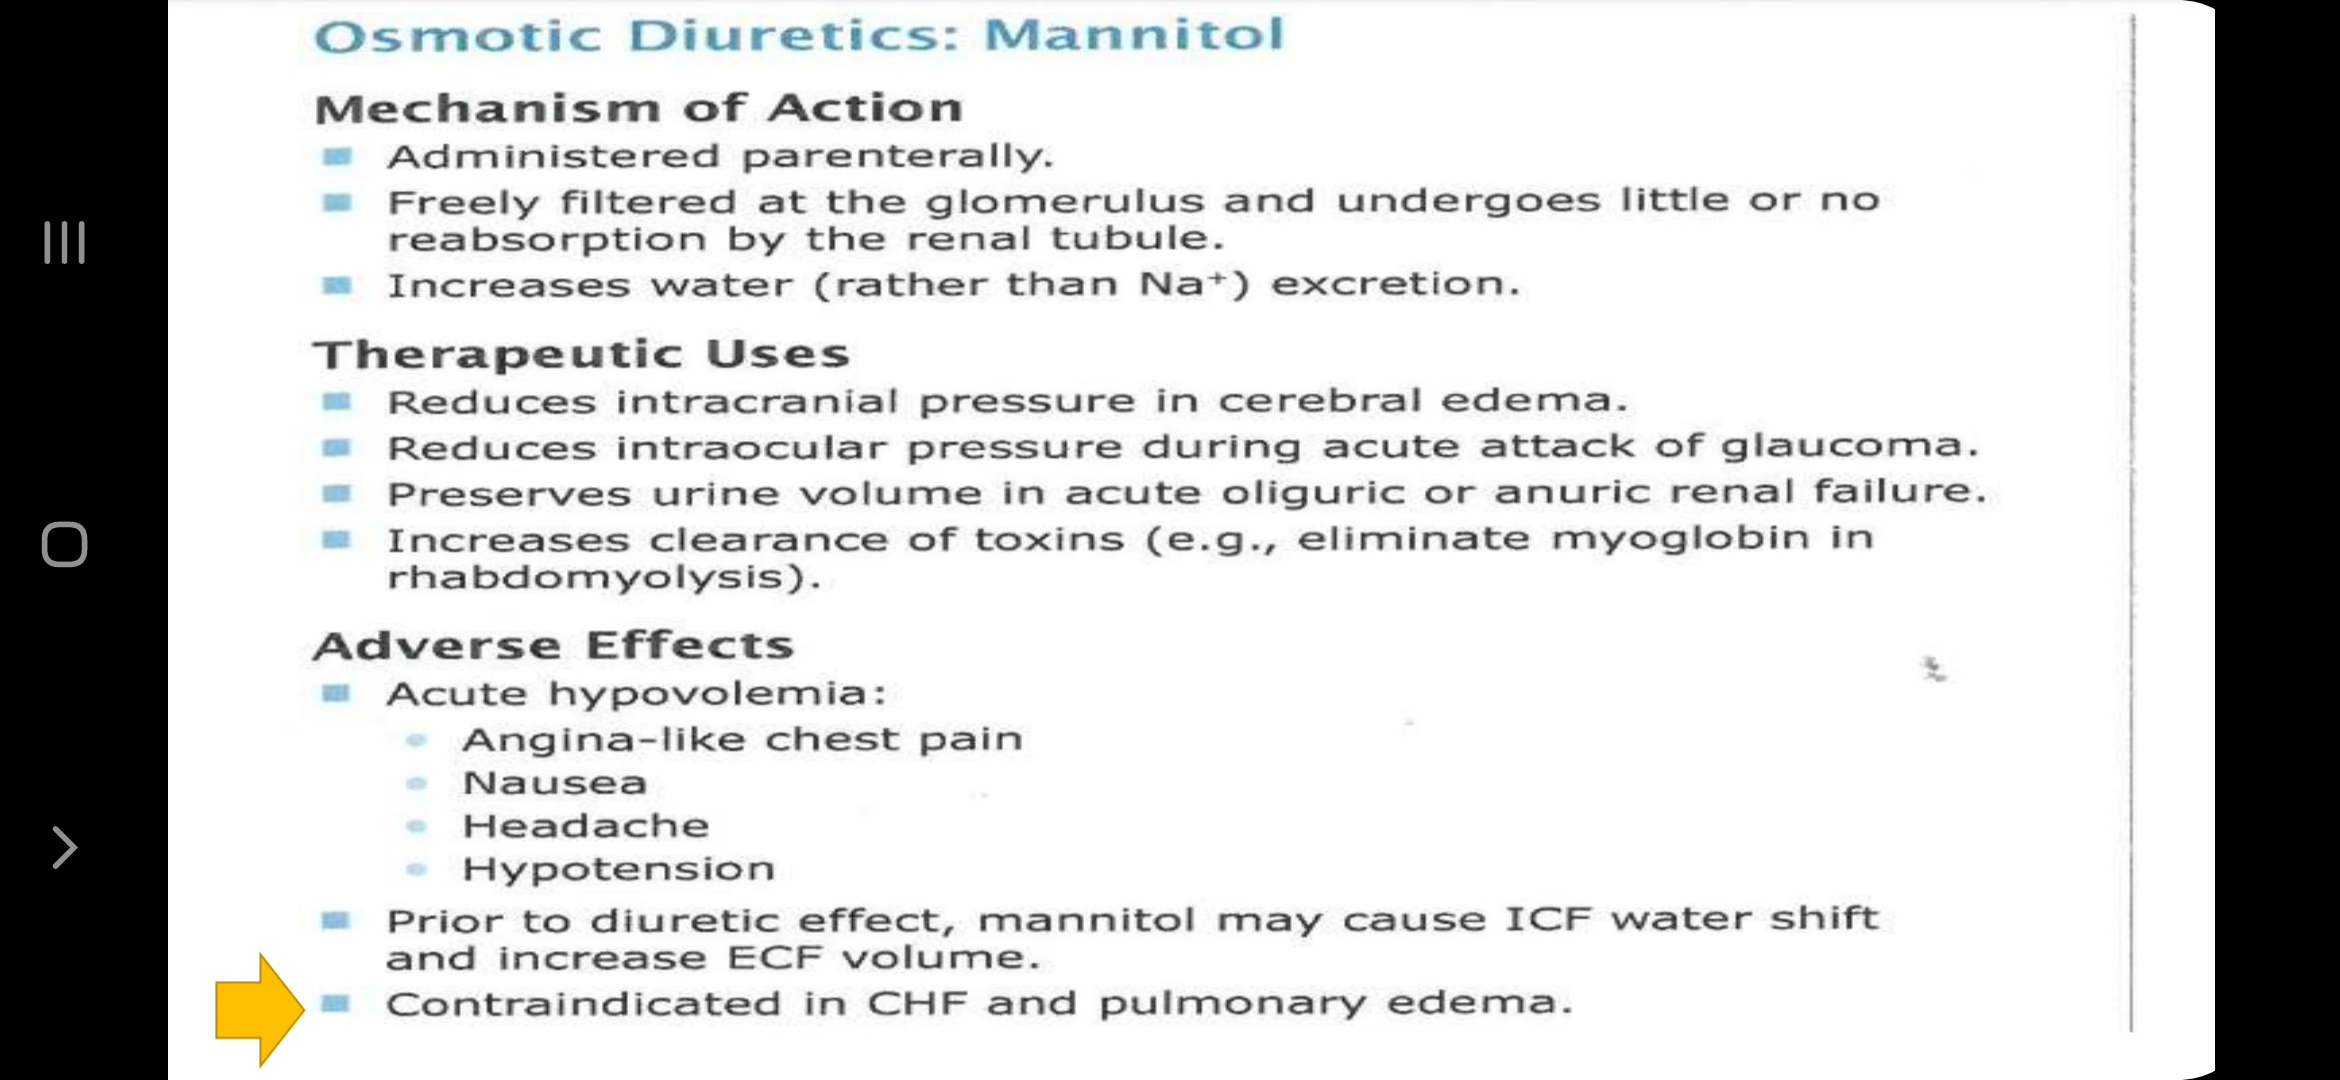 Osmotic Diuretics: Mannitol
Mechanism of Action
Administered parenterally.
Freely filtered at the glomerulus and undergoes little or no
reabsorption by the renal tubule.
Increases water (rather than Na⁺) excretion.
Therapeutic Uses
Reduces intracranial pressure in cerebral edema.
Reduces intraocular pressure during acute attack of glaucoma.
Preserves urine volume in acute oliguric or anuric renal failure.
Increases clearance of toxins (e.g., eliminate myoglobin in
rhabdomyolysis).
Adverse Effects
Acute hypovolemia:
Angina-like chest pain
Nausea
Headache
Hypotension
Prior to diuretic effect, mannitol may cause ICF water shift
and increase ECF volume.
Contraindicated in CHF and pulmonary edema.